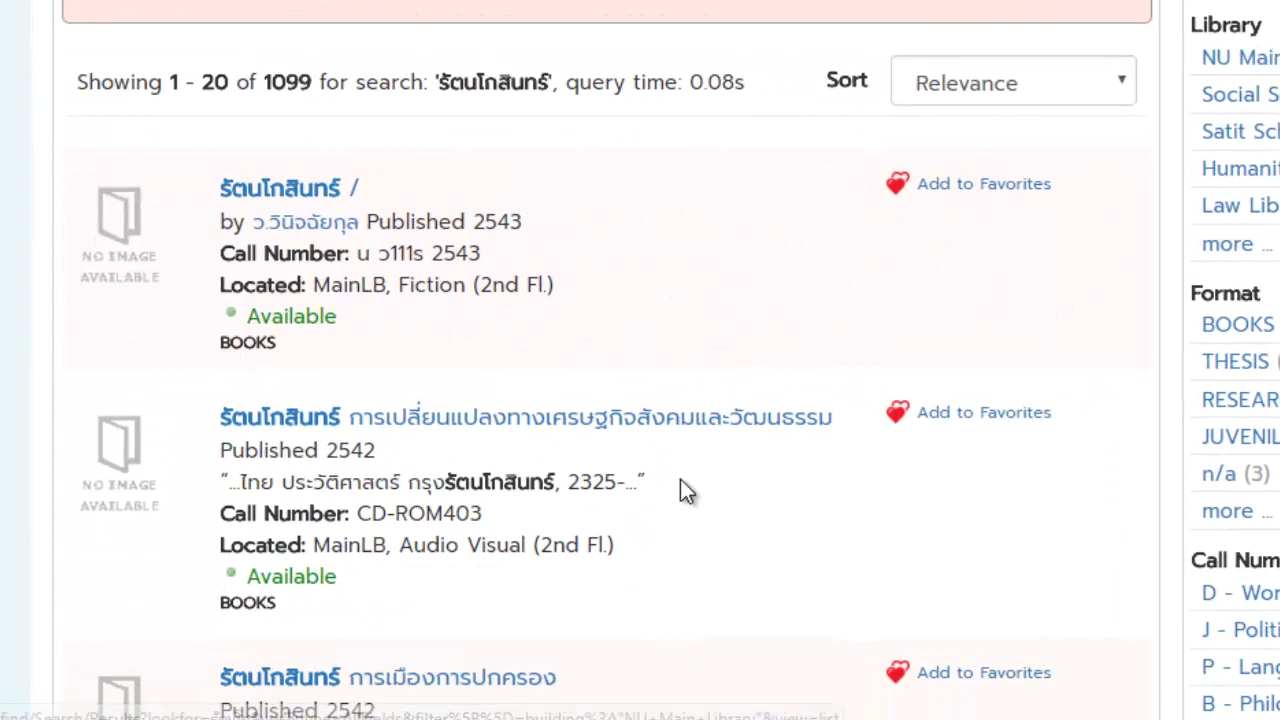 Showing 1 - 20 of 1099 for search: 'รัตนโกสินทร์', query time: 0.08s
Sort
Relevance
รัตนโกสินทร์ /
by ว.วินิจฉัยกุล Published 2543
Call Number: น ว111ร 2543
Located: MainLB, Fiction (2nd Fl.)
Available
BOOKS
NO IMAGE
AVAILABLE
Add to Favorites
รัตนโกสินทร์ การเปลี่ยนแปลงทางเศรษฐกิจสังคมและวัฒนธรรม
Published 2542
“...ไทย ประวัติศาสตร์ กรุงรัตนโกสินทร์, 2325-...”
Call Number: CD-ROM403
Located: MainLB, Audio Visual (2nd Fl.)
Available
BOOKS
NO IMAGE
AVAILABLE
Add to Favorites
รัตนโกสินทร์ การเมืองการปกครอง
Published 2542
Add to Favorites
Library
NU Mair
Social S
Satit Scl
Humanit
Law Lib
more ...
Format
BOOKS
THESIS (
RESEAR
JUVENIL
n/a (3)
more ...
Call Num
D - Wor
J - Politi
P - Lang
B - Phil